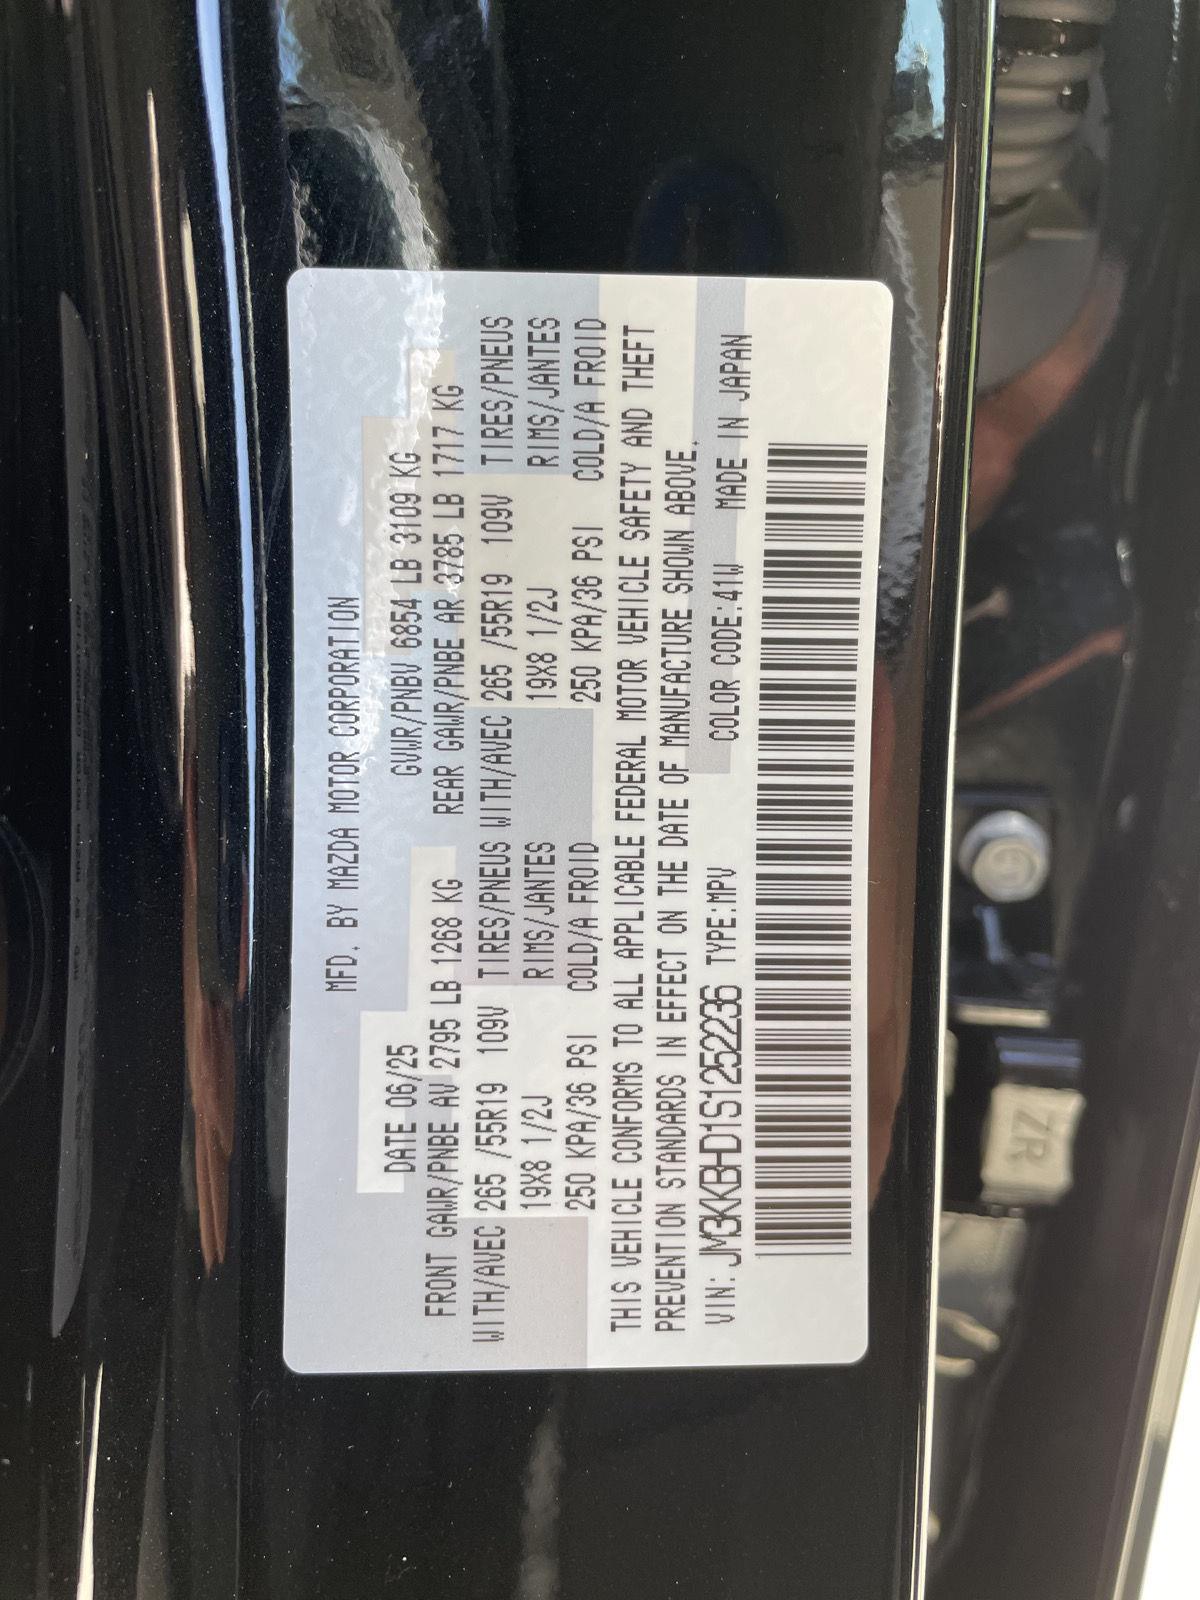 MFD. BY MAZDA MOTOR CORPORATION
DATE 06/25 GVWR/PNBV 6854 LB 3109 KG
FRONT GAWR/PNBE AV 2795 LB 1268 KG REAR GAWR/PNBE AR 3785 LB 1717 KG
WITH/AVEC 265 /55R19 109V TIRES/PNEUS WITH/AVEC 265 /55R19 109V TIRES/PNEUS
19X8 1/2J RIMS/JANTES 19X8 1/2J RIMS/JANTES
250 KPA/36 PSI COLD/A FROID 250 KPA/36 PSI COLD/A FROID
THIS VEHICLE CONFORMS TO ALL APPLICABLE FEDERAL MOTOR VEHICLE SAFETY AND THEFT
PREVENTION STANDARDS IN EFFECT ON THE DATE OF MANUFACTURE SHOWN ABOVE.
VIN: JM3KKBHD1S1252236 TYPE:MPV COLOR CODE:41W MADE IN JAPAN
ZR